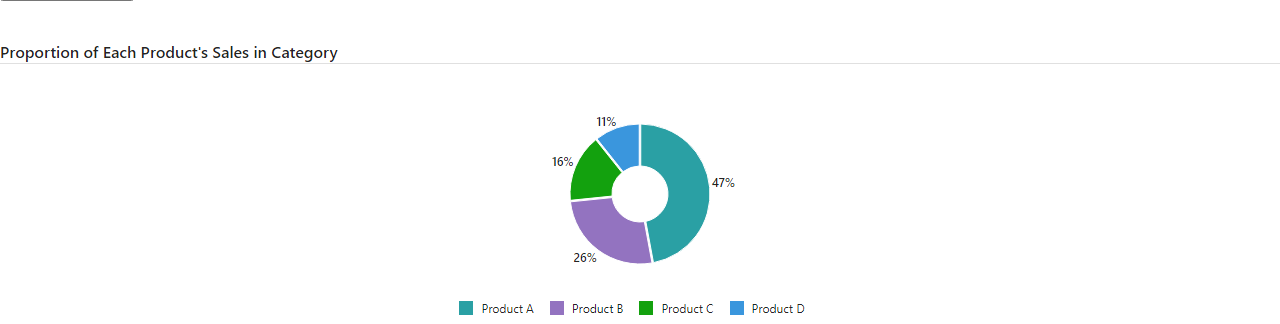 Proportion of Each Product's Sales in Category
11%
16%
47%
26%
Product A Product B Product C Product D